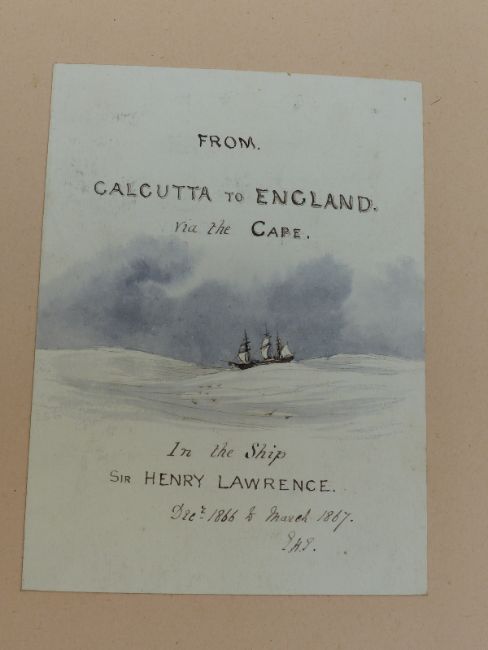 FROM.
CALCUTTA TO ENGLAND.
via the CAPE.
In the Ship
SIR HENRY LAWRENCE.
Decr. 1866 to March 1867.